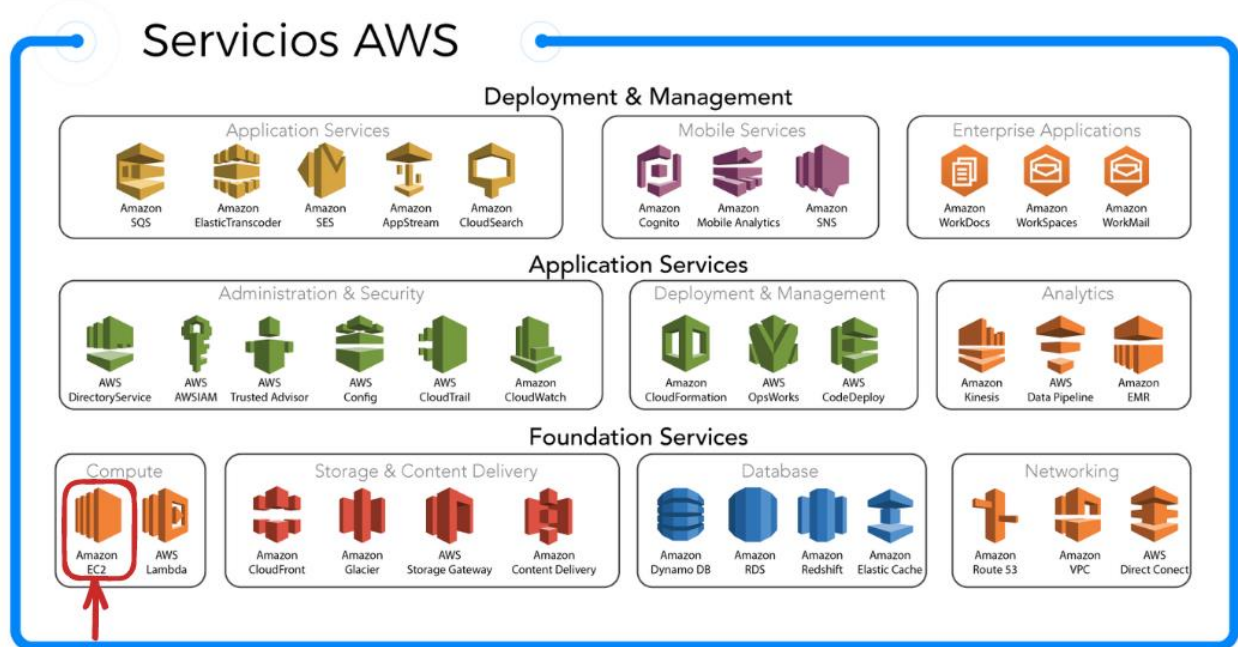 Servicios AWS
Deployment & Management
Application Services
Amazon
SQS
Amazon
ElasticTranscoder
Amazon
SES
Amazon
AppStream
Amazon
CloudSearch
Mobile Services
Amazon
Cognito
Amazon
Mobile Analytics
Amazon
SNS
Enterprise Applications
Amazon
WorkDocs
Amazon
WorkSpaces
Amazon
WorkMail
Application Services
Administration & Security
AWS
DirectoryService
AWS
AWSIAM
AWS
Trusted Advisor
AWS
Config
AWS
CloudTrail
Amazon
CloudWatch
Deployment & Management
Amazon
CloudFormation
AWS
OpsWorks
AWS
CodeDeploy
Analytics
Amazon
Kinesis
AWS
Data Pipeline
Amazon
EMR
Foundation Services
Compute
Amazon
EC2
AWS
Lambda
Storage & Content Delivery
Amazon
CloudFront
Amazon
Glacier
AWS
Storage Gateway
Amazon
Content Delivery
Database
Amazon
Dynamo DB
Amazon
RDS
Amazon
Redshift
Amazon
Elastic Cache
Networking
Amazon
Route 53
Amazon
VPC
AWS
Direct Conect